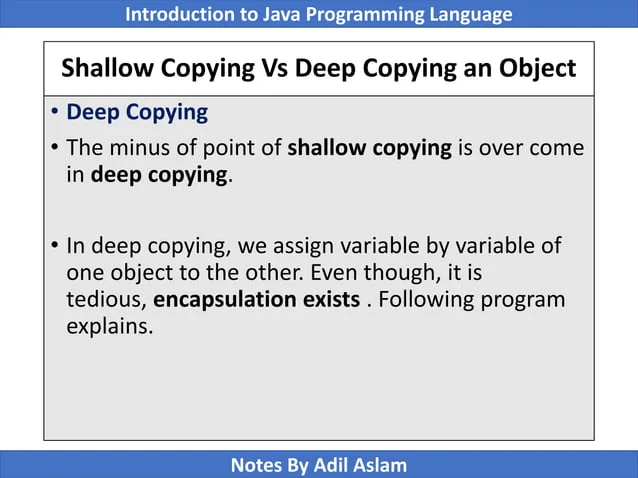 Introduction to Java Programming Language
Shallow Copying Vs Deep Copying an Object
• Deep Copying
• The minus of point of shallow copying is over come
in deep copying.
• In deep copying, we assign variable by variable of
one object to the other. Even though, it is
tedious, encapsulation exists . Following program
explains.
Notes By Adil Aslam